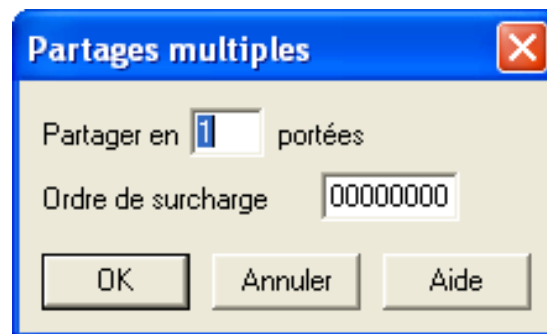 Partages multiples
Partager en 1 portées
Ordre de surcharge 00000000
OK Annuler Aide